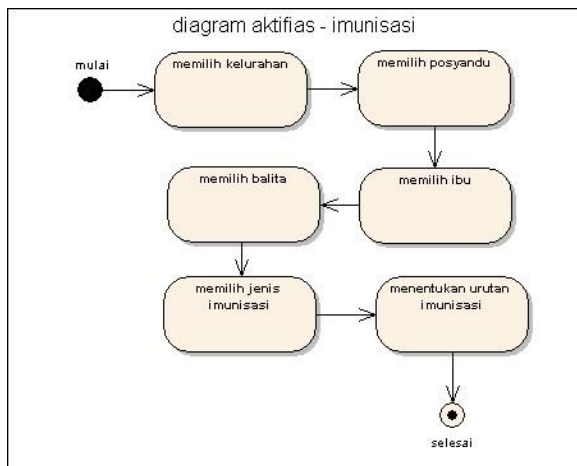 diagram aktifias - imunisasi
mulai
memilih kelurahan
memilih posyandu
memilih balita
memilih ibu
memilih jenis
imunisasi
menentukan urutan
imunisasi
selesai